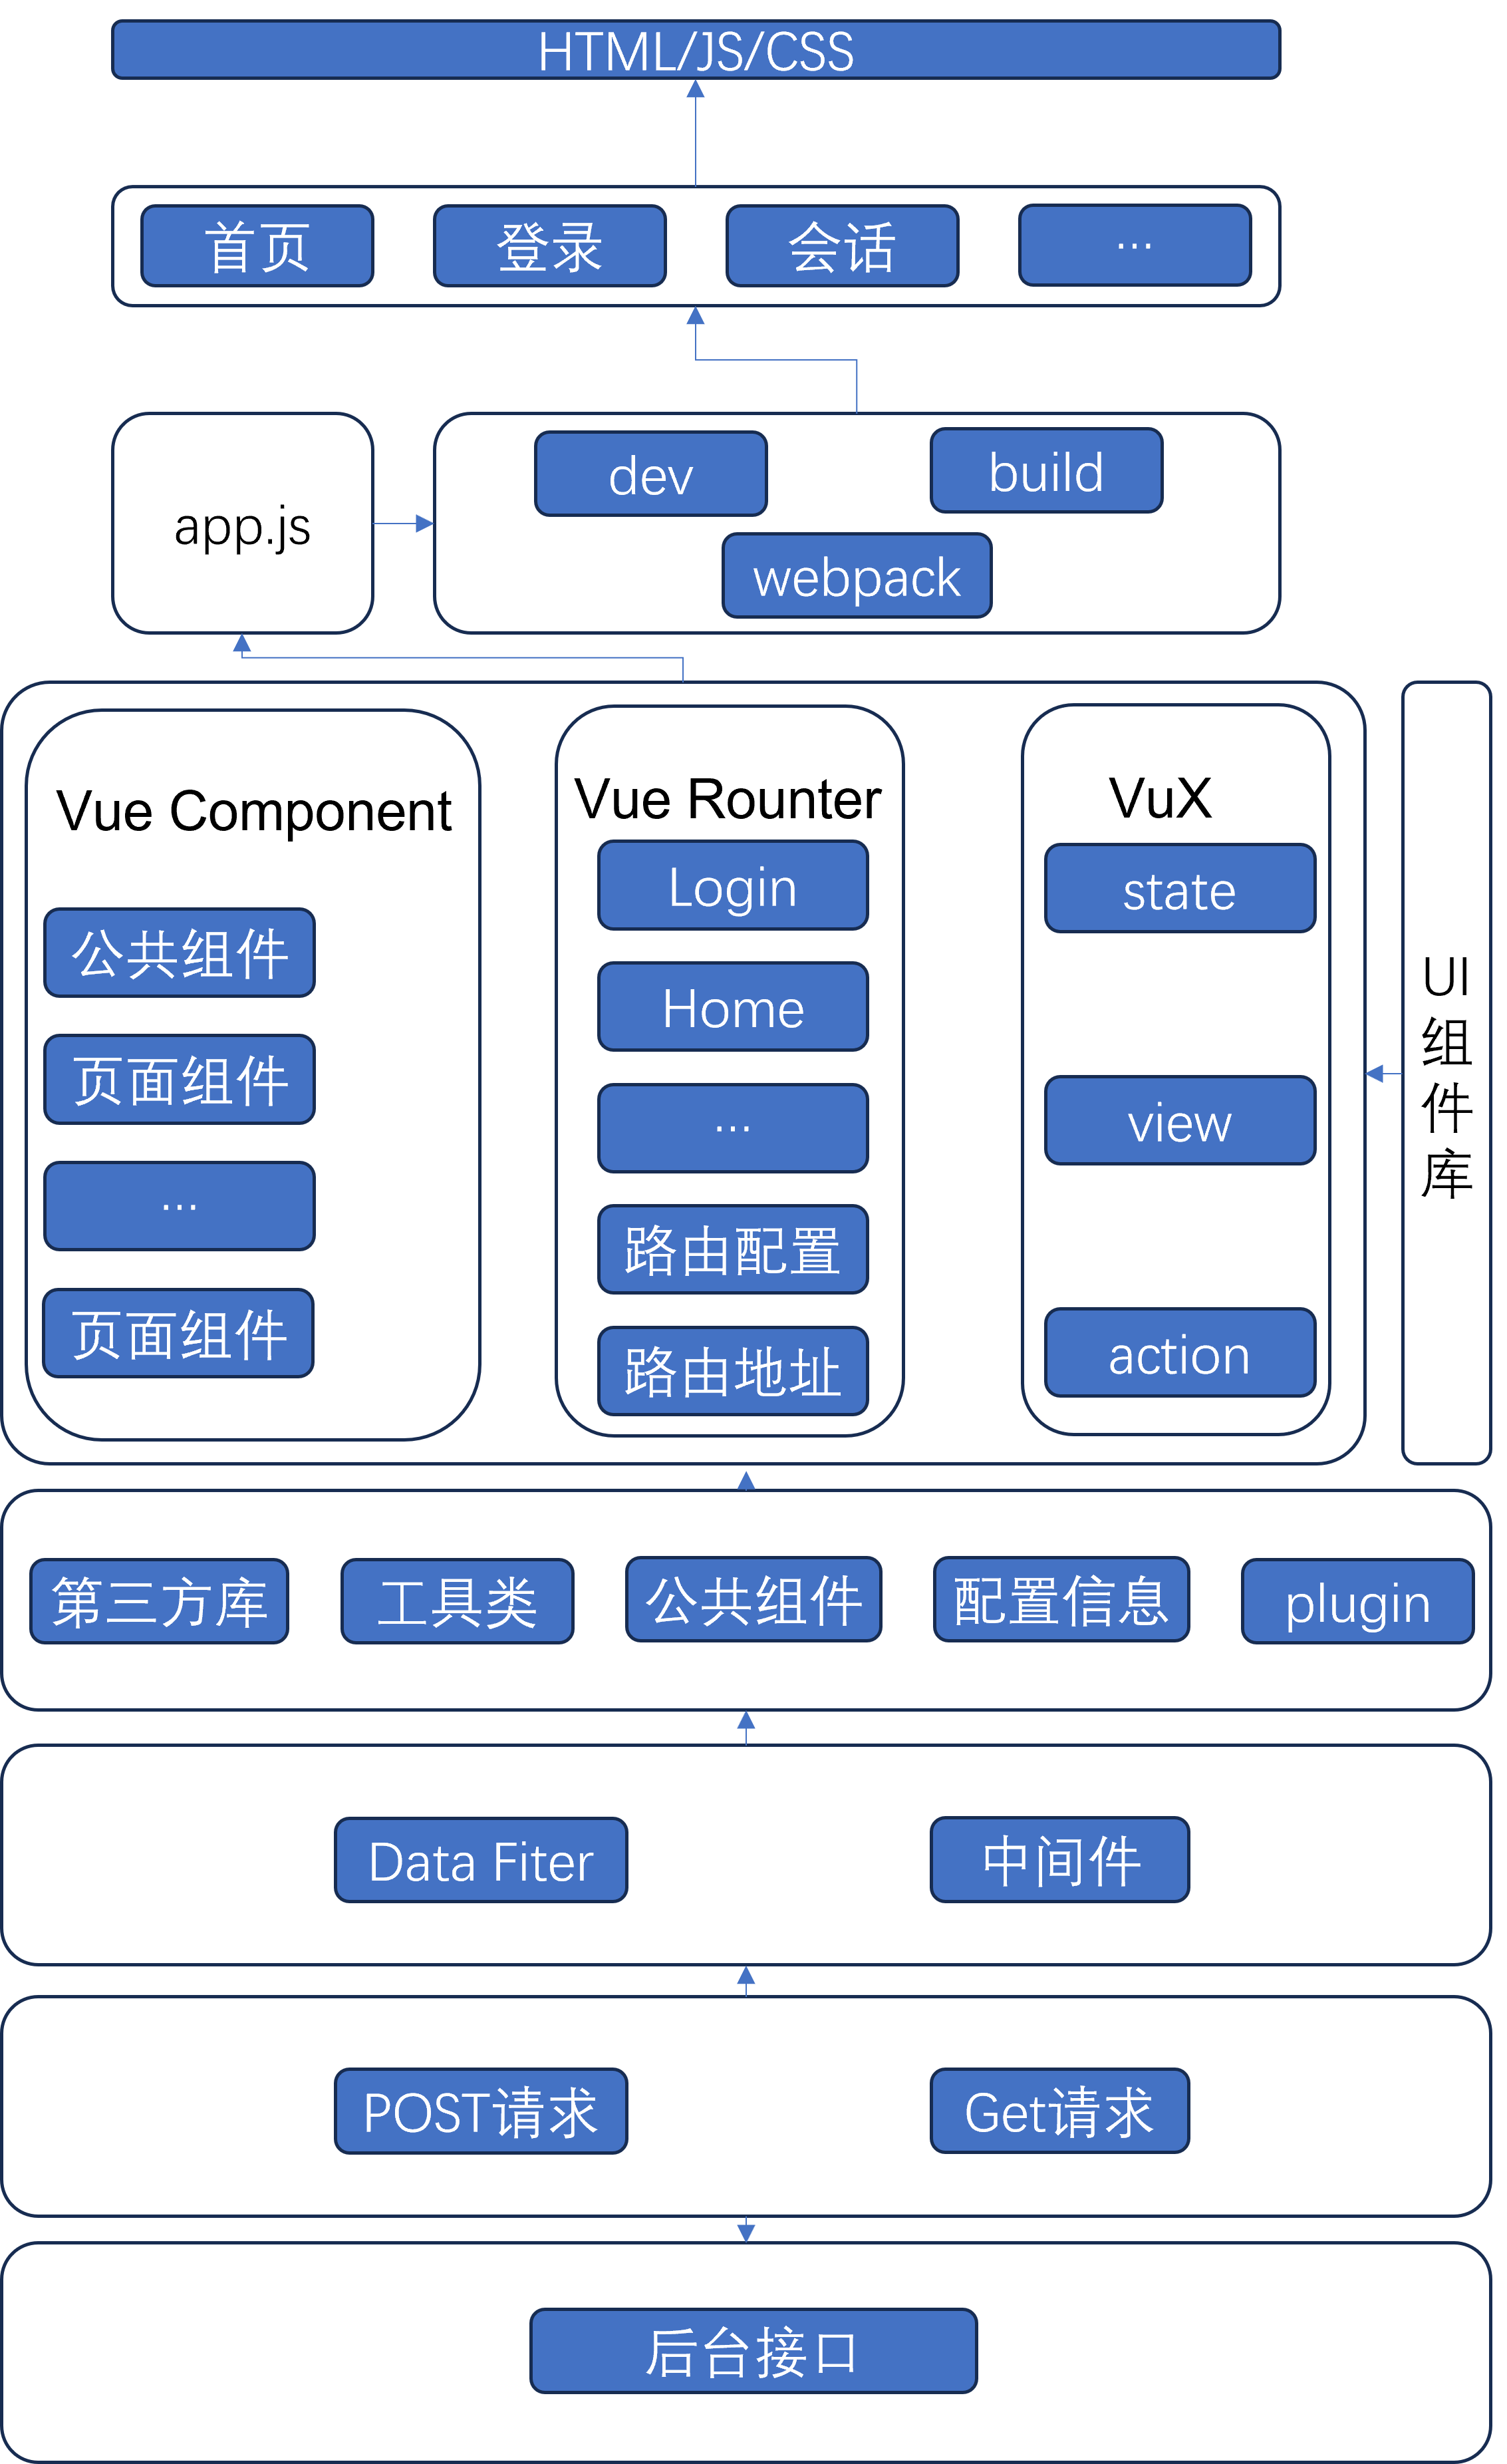 HTML/JS/CSS
首页
登录
会话
...
app.js
dev
build
webpack
Vue Component
公共组件
页面组件
...
页面组件
Vue Rounter
Login
Home
...
路由配置
路由地址
VuX
state
view
action
UI
组
件
库
第三方库
工具类
公共组件
配置信息
plugin
Data Fiter
中间件
POST请求
Get请求
后台接口